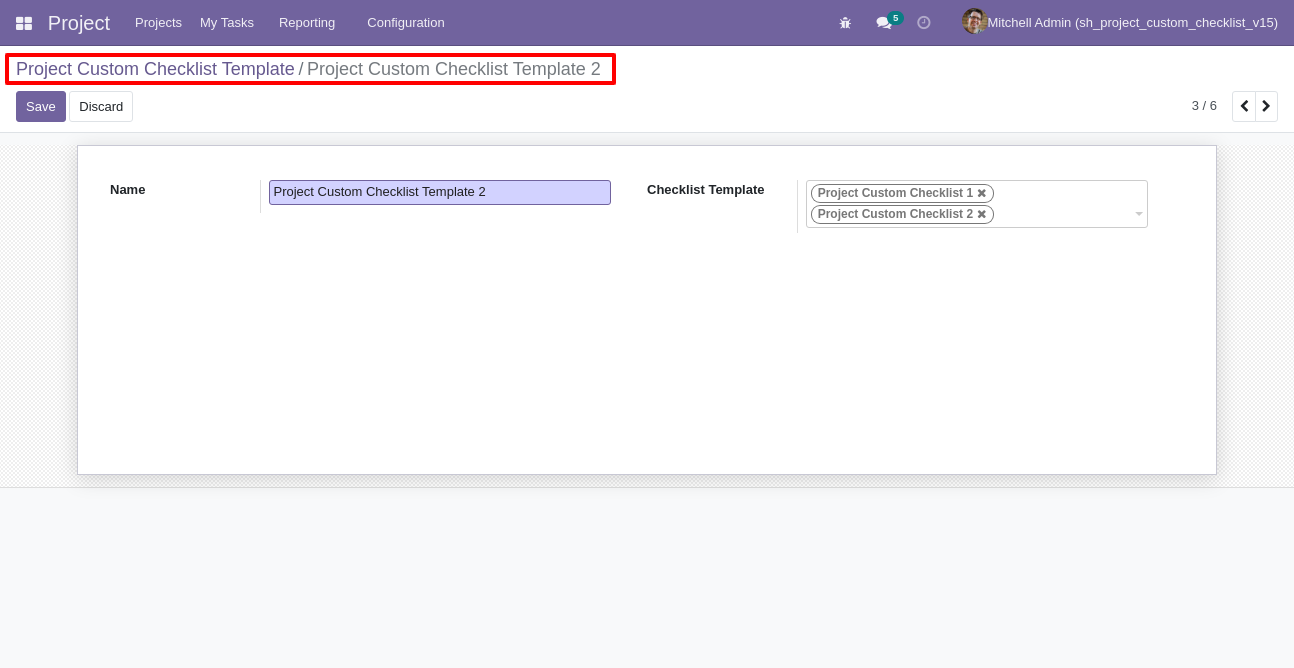 Project Projects My Tasks Reporting Configuration 5 Mitchell Admin (sh_project_custom_checklist_v15)
Project Custom Checklist Template / Project Custom Checklist Template 2
Save Discard 3 / 6
Name Project Custom Checklist Template 2 Checklist Template Project Custom Checklist 1 ✖
Project Custom Checklist 2 ✖